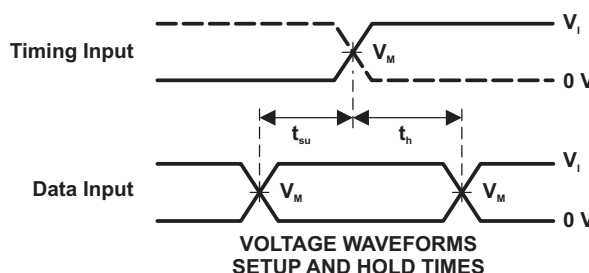 V_I
Timing Input
V_M
0 V
t_su
t_h
V_I
Data Input
V_M
V_M
0 V
VOLTAGE WAVEFORMS
SETUP AND HOLD TIMES